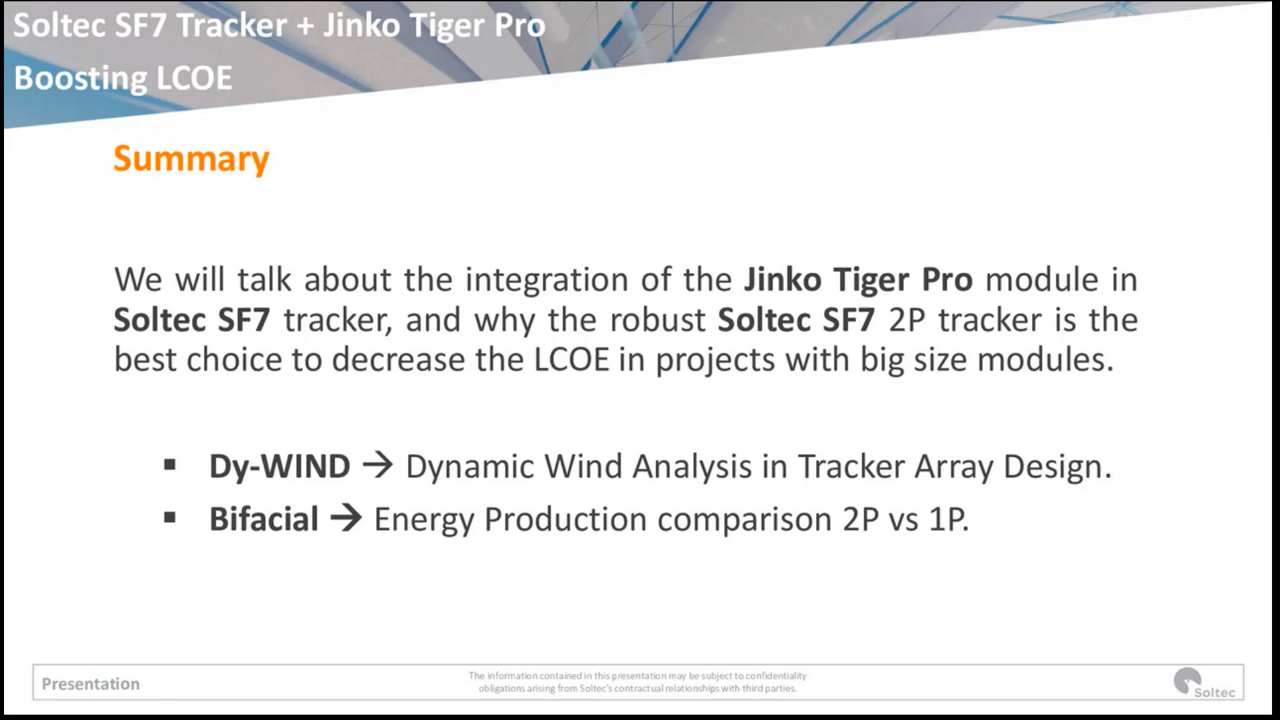 Soltec SF7 Tracker + Jinko Tiger Pro
Boosting LCOE
Summary
We will talk about the integration of the Jinko Tiger Pro module in
Soltec SF7 tracker, and why the robust Soltec SF7 2P tracker is the
best choice to decrease the LCOE in projects with big size modules.
▪ Dy-WIND → Dynamic Wind Analysis in Tracker Array Design.
▪ Bifacial → Energy Production comparison 2P vs 1P.
Presentation
The information contained in this presentation may be subject to confidentiality
obligations arising from Soltec's contractual relationships with third parties.
Soltec